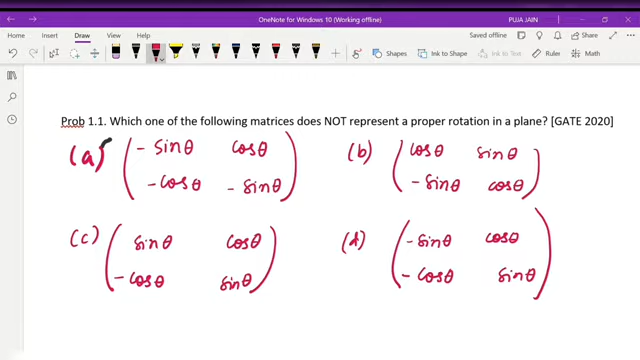 OneNote for Windows 10 (Working offline) PUJA JAIN
Home Insert Draw View Help Saved offline Share
Shapes Ink to Shape Ink to Text
Prob 1.1. Which one of the following matrices does NOT represent a proper rotation in a plane? [GATE 2020]
(a) ( - sinθ cosθ (b) ( cosθ sinθ
- cosθ - sinθ ) - sinθ cosθ )
(c) ( sinθ cosθ (d) ( - sinθ cosθ
- cosθ sinθ ) - cosθ sinθ )